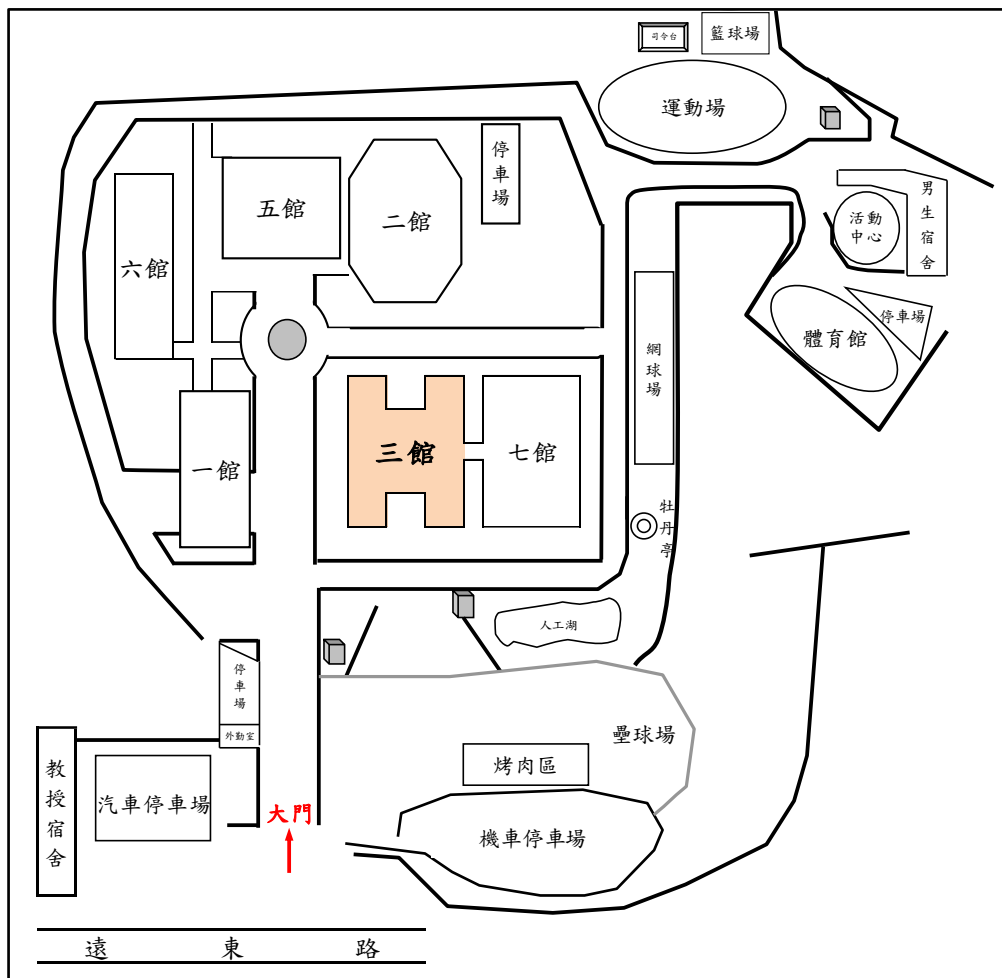 司令台
籃球場
運動場
停車場
五館
二館
六館
男生宿舍
活動
中心
停車場
體育館
網球場
三館
七館
一館
牡丹亭
人工湖
停車場
外勤室
壘球場
烤肉區
教授宿舍
汽車停車場
大門
機車停車場
遠東路